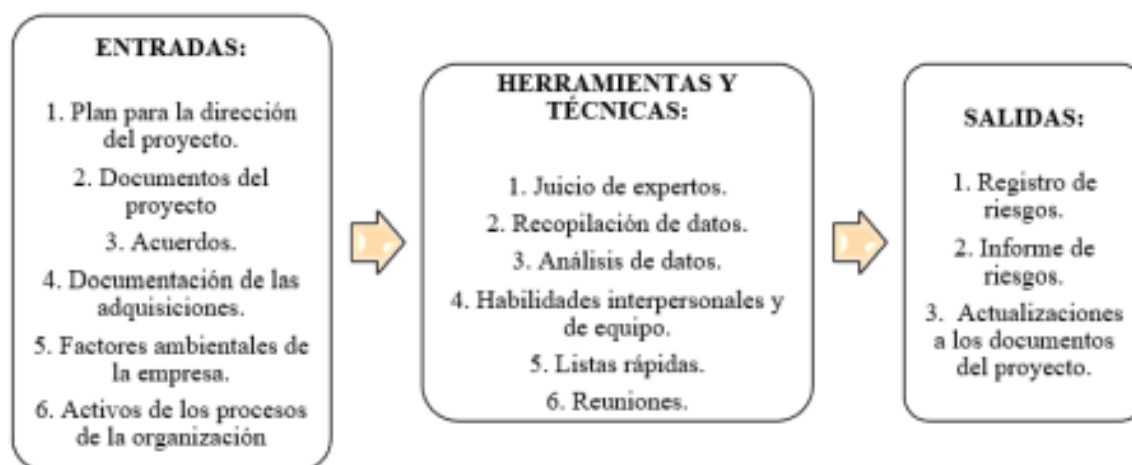 ENTRADAS:
1. Plan para la dirección
del proyecto.
2. Documentos del
proyecto
3. Acuerdos.
4. Documentación de las
adquisiciones.
5. Factores ambientales de
la empresa.
6. Activos de los procesos
de la organización
HERRAMIENTAS Y
TÉCNICAS:
1. Juicio de expertos.
2. Recopilación de datos.
3. Análisis de datos.
4. Habilidades interpersonales y
de equipo.
5. Listas rápidas.
6. Reuniones.
SALIDAS:
1. Registro de
riesgos.
2. Informe de
riesgos.
3. Actualizaciones
a los documentos
del proyecto.